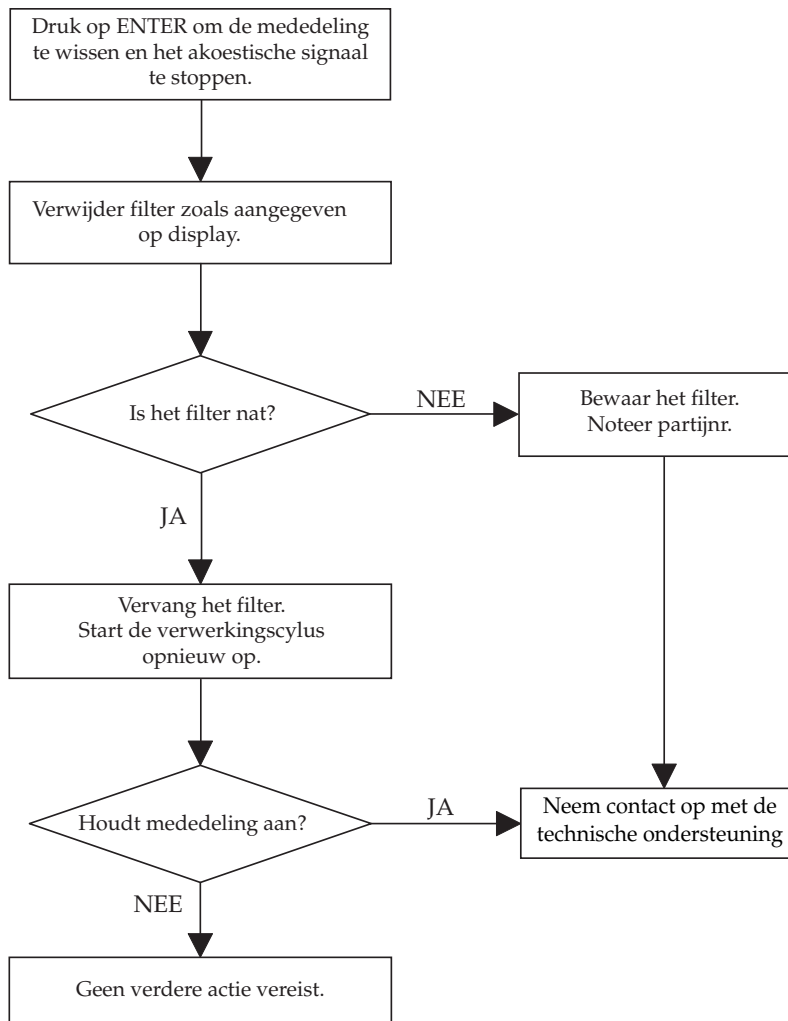 Druk op ENTER om de mededeling
te wissen en het akoestische signaal
te stoppen.
Verwijder filter zoals aangegeven
op display.
Is het filter nat?
NEE
Bewaar het filter.
Noteer partijnr.
JA
Vervang het filter.
Start de verwerkingscylus
opnieuw op.
Houdt mededeling aan?
JA
Neem contact op met de
technische ondersteuning
NEE
Geen verdere actie vereist.